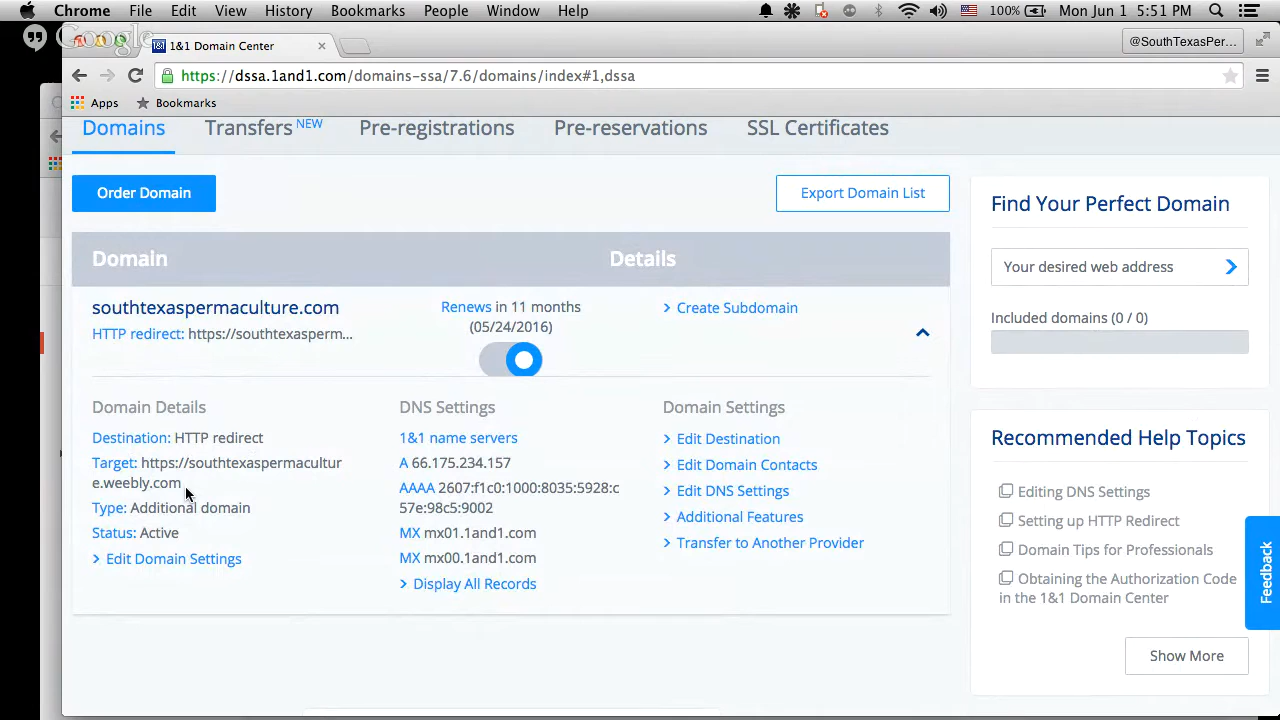 Chrome File Edit View History Bookmarks People Window Help 100% Mon Jun 1 5:51 PM
Google
1&1 Domain Center
@SouthTexasPer...
https://dssa.1and1.com/domains-ssa/7.6/domains/index#1,dssa
Apps Bookmarks
Domains Transfers NEW Pre-registrations Pre-reservations SSL Certificates
Order Domain Export Domain List
Domain Details
southtexaspermaculture.com
HTTP redirect: https://southtexasperm...
Renews in 11 months
(05/24/2016)
> Create Subdomain
Domain Details
Destination: HTTP redirect
Target: https://southtexaspermacultur
e.weebly.com
Type: Additional domain
Status: Active
> Edit Domain Settings
DNS Settings
1&1 name servers
A 66.175.234.157
AAAA 2607:f1c0:1000:8035:5928:c
57e:98c5:9002
MX mx01.1and1.com
MX mx00.1and1.com
> Display All Records
Domain Settings
> Edit Destination
> Edit Domain Contacts
> Edit DNS Settings
> Additional Features
> Transfer to Another Provider
Find Your Perfect Domain
Your desired web address
Included domains (0 / 0)
Recommended Help Topics
Editing DNS Settings
Setting up HTTP Redirect
Domain Tips for Professionals
Obtaining the Authorization Code
in the 1&1 Domain Center
Show More
Feedback